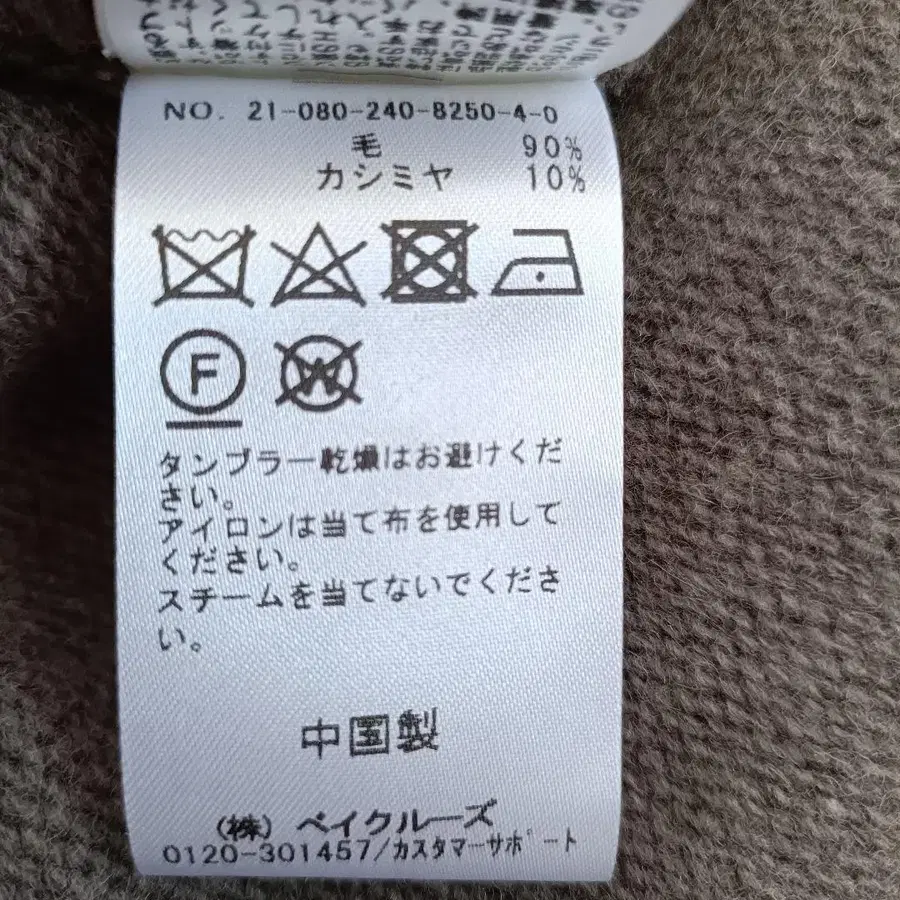 NO. 21-080-240-8250-4-0
毛 90%
カシミヤ 10%
F
W
タンブラー乾燥はお避けくだ
さい。
アイロンは当て布を使用して
ください。
スチームを当てないでくださ
い。
中国製
(株) ベイクルーズ
0120-301457/カスタマーサポート